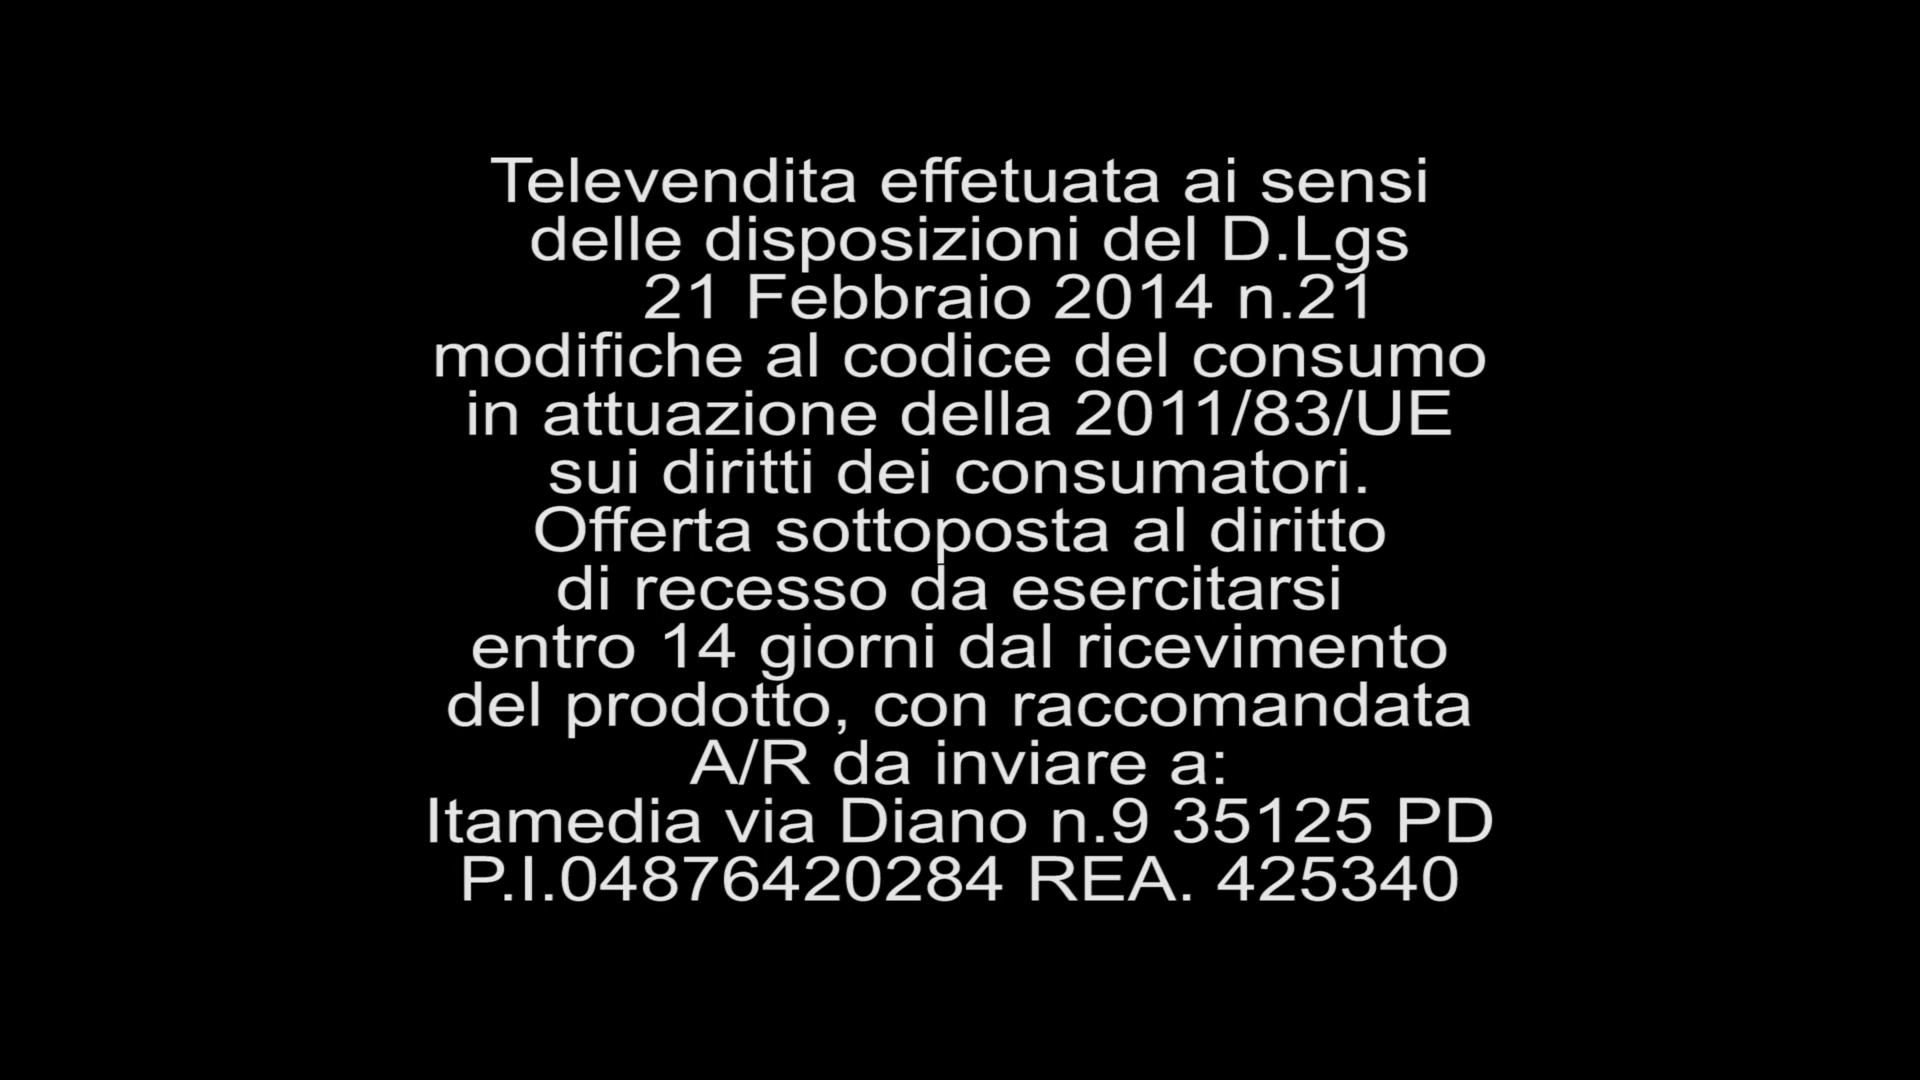 Televendita effetuata ai sensi
delle disposizioni del D.Lgs
21 Febbraio 2014 n.21
modifiche al codice del consumo
in attuazione della 2011/83/UE
sui diritti dei consumatori.
Offerta sottoposta al diritto
di recesso da esercitarsi
entro 14 giorni dal ricevimento
del prodotto, con raccomandata
A/R da inviare a:
Itamedia via Diano n.9 35125 PD
P.I.04876420284 REA. 425340